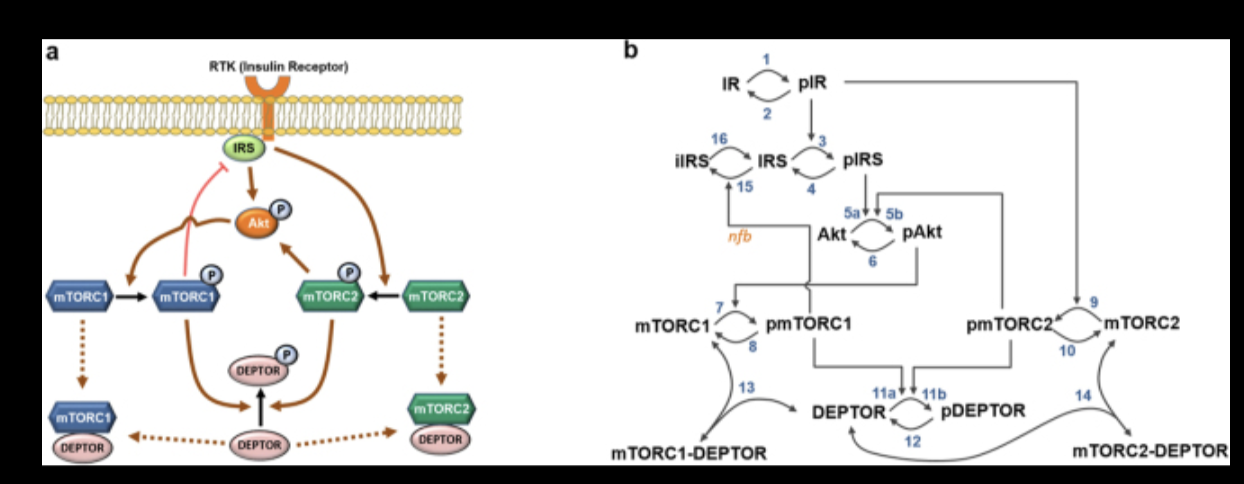 a
RTK (Insulin Receptor)
IRS
P
Akt
P
P
mTORC1
mTORC1
mTORC2
mTORC2
P
DEPTOR
mTORC1
DEPTOR
DEPTOR
mTORC2
DEPTOR
b
1
IR
pIR
2
16
3
iIRS
IRS
pIRS
15
4
5a
5b
nfb
Akt
pAkt
6
7
9
mTORC1
pmTORC1
pmTORC2
mTORC2
8
10
13
11a
11b
14
DEPTOR
pDEPTOR
12
mTORC1-DEPTOR
mTORC2-DEPTOR